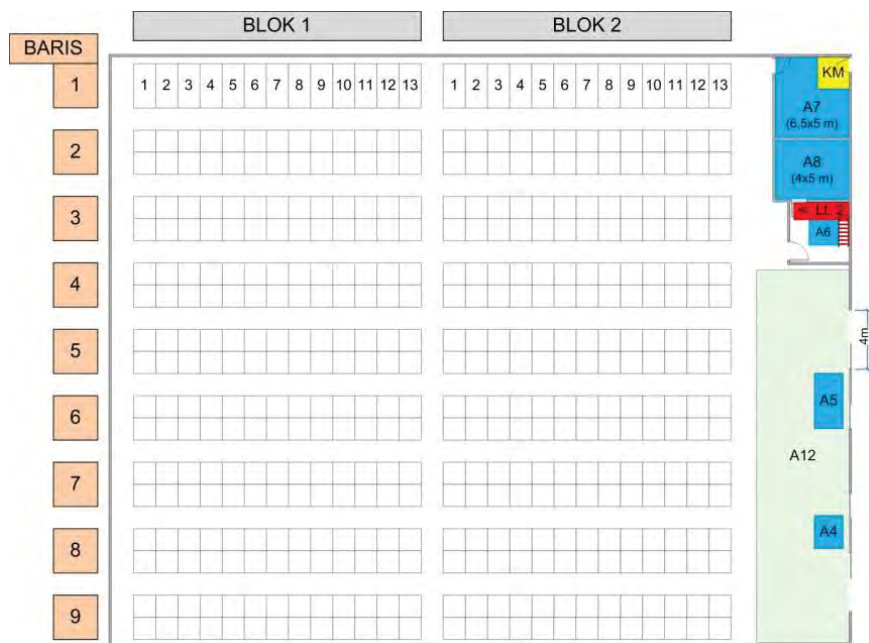 BLOK 1 BLOK 2
BARIS
1 1 2 3 4 5 6 7 8 9 10 11 12 13 1 2 3 4 5 6 7 8 9 10 11 12 13
KM
A7
(6.5x5 m)
2
A8
(4x5 m)
3
Lt. 2
A6
4
4m
5
A5
6
A12
7
A4
8
9